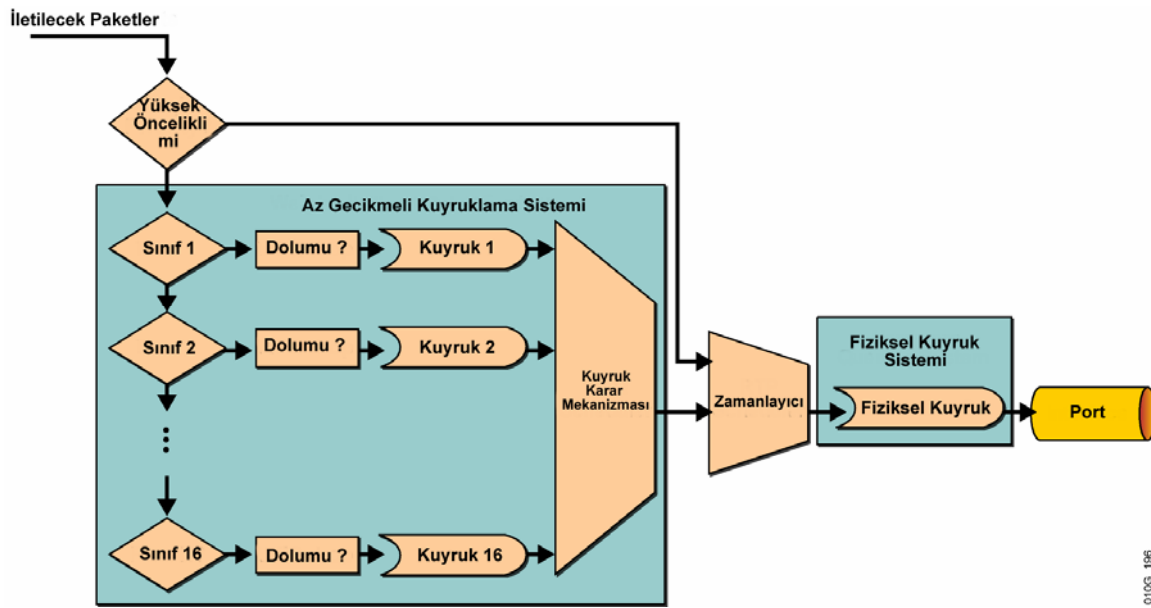 İletilecek Paketler
Yüksek
Öncelikli
mi
Az Gecikmeli Kuyruklama Sistemi
Sınıf 1
Dolumu ?
Kuyruk 1
Sınıf 2
Dolumu ?
Kuyruk 2
Kuyruk
Karar
Mekanizması
Zamanlayıcı
Fiziksel Kuyruk
Sistemi
Fiziksel Kuyruk
Port
Sınıf 16
Dolumu ?
Kuyruk 16
010G_196